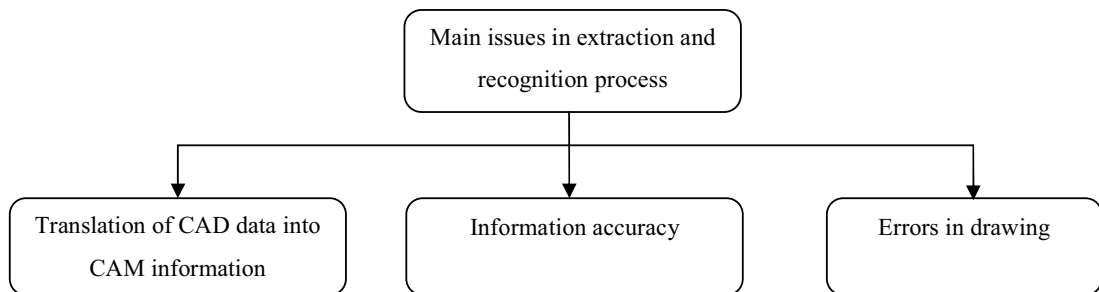 Main issues in extraction and
recognition process
Translation of CAD data into
CAM information
Information accuracy
Errors in drawing